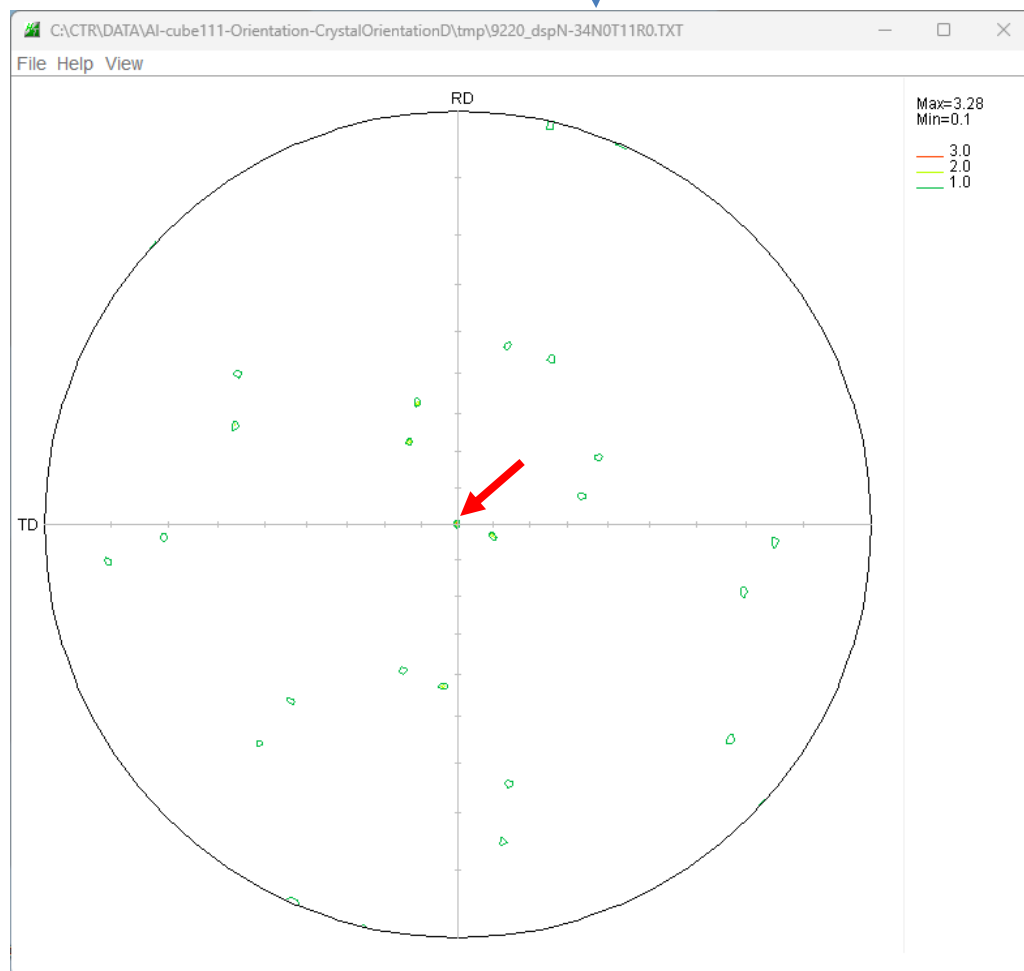 C:\CTR\DATA\Al-cube111-Orientation-CrystalOrientationD\tmp\9220_dspN-34N0T11R0.TXT
File Help View
RD
Max=3.28
Min=0.1
3.0
2.0
1.0
TD